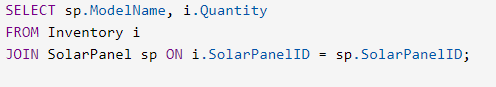 SELECT sp.ModelName, i.Quantity
FROM Inventory i
JOIN SolarPanel sp ON i.SolarPanelID = sp.SolarPanelID;